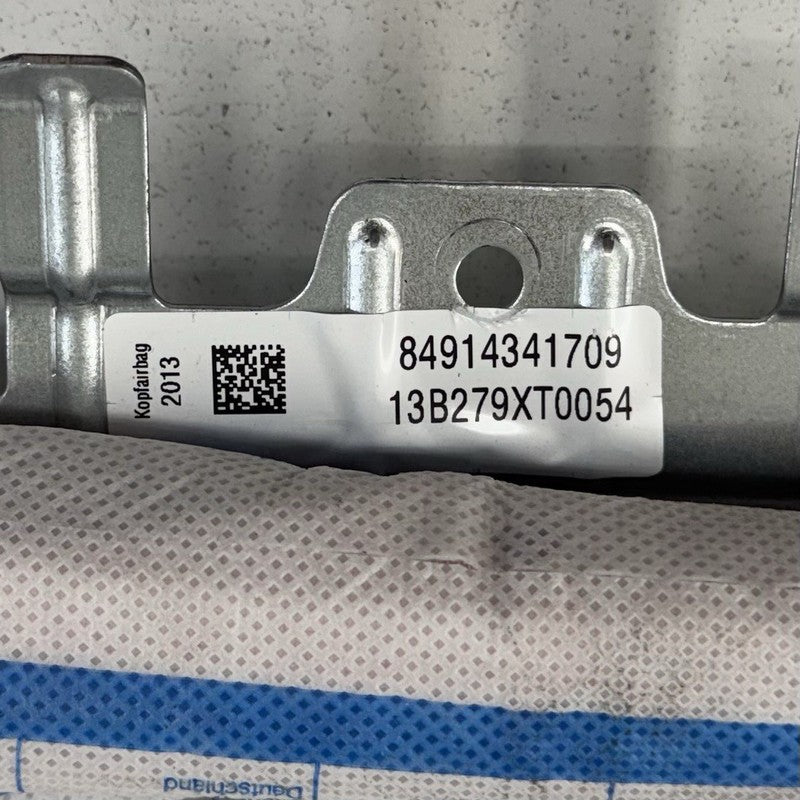 Kopfairbag
2013
84914341709
13B279XT0054
Deutschland